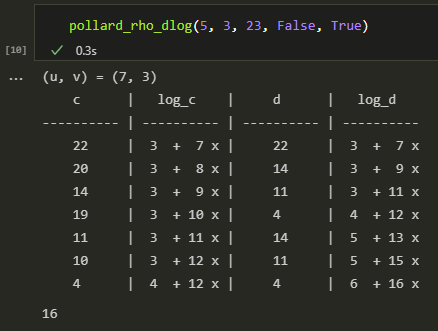 pollard_rho_dlog(5, 3, 23, False, True)
[10] ✓ 0.3s
... (u, v) = (7, 3)
c | log_c | d | log_d
---------- | ---------- | ---------- | ----------
22 | 3 + 7 x | 22 | 3 + 7 x
20 | 3 + 8 x | 14 | 3 + 9 x
14 | 3 + 9 x | 11 | 3 + 11 x
19 | 3 + 10 x | 4 | 4 + 12 x
11 | 3 + 11 x | 14 | 5 + 13 x
10 | 3 + 12 x | 11 | 5 + 15 x
4 | 4 + 12 x | 4 | 6 + 16 x
16